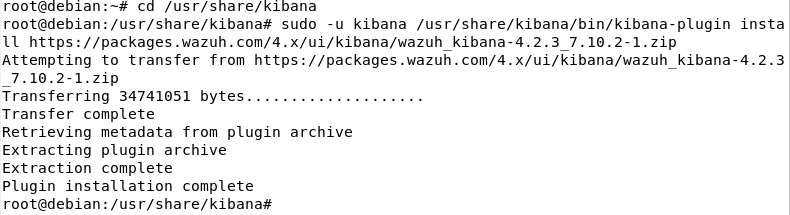 root@debian:~# cd /usr/share/kibana
root@debian:/usr/share/kibana# sudo -u kibana /usr/share/kibana/bin/kibana-plugin insta
ll https://packages.wazuh.com/4.x/ui/kibana/wazuh_kibana-4.2.3_7.10.2-1.zip
Attempting to transfer from https://packages.wazuh.com/4.x/ui/kibana/wazuh_kibana-4.2.3
_7.10.2-1.zip
Transferring 34741051 bytes....................
Transfer complete
Retrieving metadata from plugin archive
Extracting plugin archive
Extraction complete
Plugin installation complete
root@debian:/usr/share/kibana#